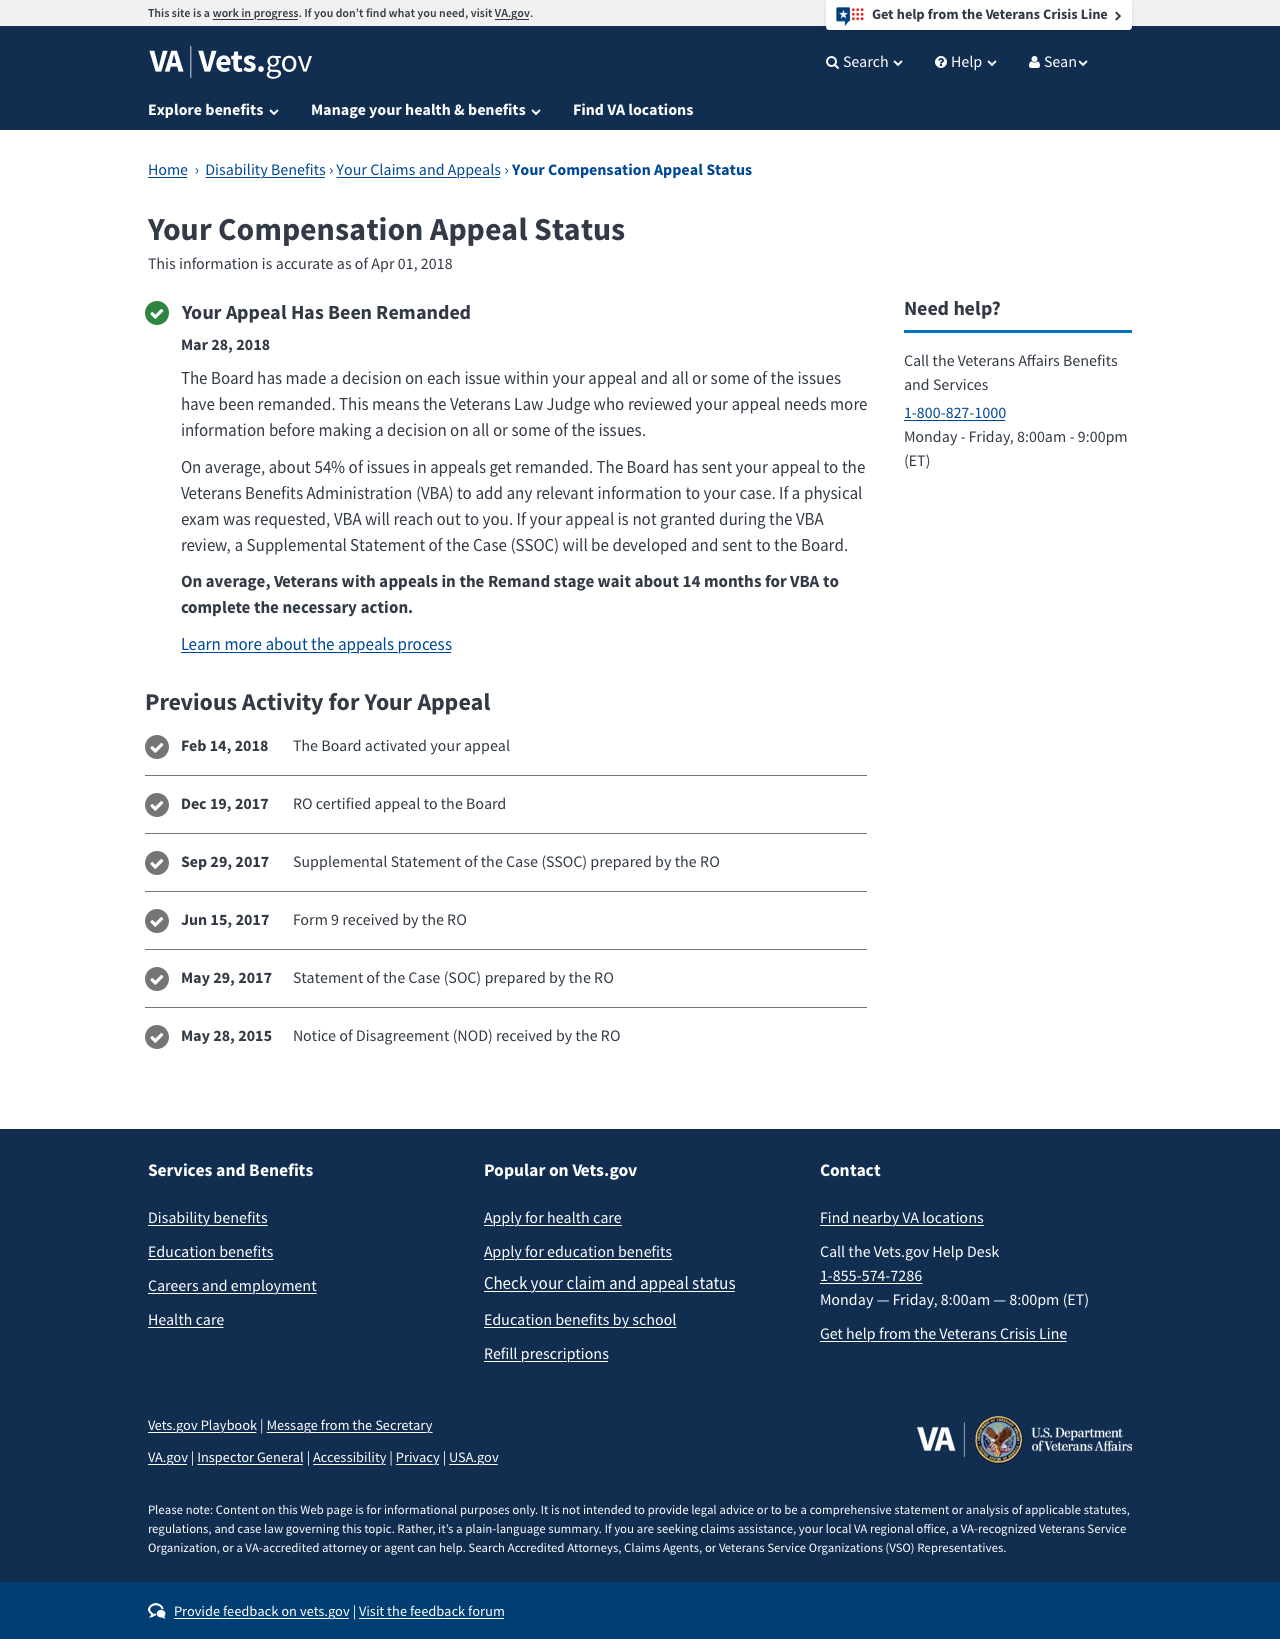 This site is a work in progress. If you don’t find what you need, visit VA.gov.
Get help from the Veterans Crisis Line
VA Vets.gov
Search
Help
Sean
Explore benefits
Manage your health & benefits
Find VA locations
Home › Disability Benefits › Your Claims and Appeals › Your Compensation Appeal Status
Your Compensation Appeal Status
This information is accurate as of Apr 01, 2018
Your Appeal Has Been Remanded
Mar 28, 2018
The Board has made a decision on each issue within your appeal and all or some of the issues
have been remanded. This means the Veterans Law Judge who reviewed your appeal needs more
information before making a decision on all or some of the issues.
On average, about 54% of issues in appeals get remanded. The Board has sent your appeal to the
Veterans Benefits Administration (VBA) to add any relevant information to your case. If a physical
exam was requested, VBA will reach out to you. If your appeal is not granted during the VBA
review, a Supplemental Statement of the Case (SSOC) will be developed and sent to the Board.
On average, Veterans with appeals in the Remand stage wait about 14 months for VBA to
complete the necessary action.
Learn more about the appeals process
Need help?
Call the Veterans Affairs Benefits
and Services
1-800-827-1000
Monday - Friday, 8:00am - 9:00pm
(ET)
Previous Activity for Your Appeal
Feb 14, 2018 The Board activated your appeal
Dec 19, 2017 RO certified appeal to the Board
Sep 29, 2017 Supplemental Statement of the Case (SSOC) prepared by the RO
Jun 15, 2017 Form 9 received by the RO
May 29, 2017 Statement of the Case (SOC) prepared by the RO
May 28, 2015 Notice of Disagreement (NOD) received by the RO
Services and Benefits
Disability benefits
Education benefits
Careers and employment
Health care
Popular on Vets.gov
Apply for health care
Apply for education benefits
Check your claim and appeal status
Education benefits by school
Refill prescriptions
Contact
Find nearby VA locations
Call the Vets.gov Help Desk
1-855-574-7286
Monday — Friday, 8:00am — 8:00pm (ET)
Get help from the Veterans Crisis Line
Vets.gov Playbook | Message from the Secretary
VA.gov | Inspector General | Accessibility | Privacy | USA.gov
VA
U.S. Department
of Veterans Affairs
Please note: Content on this Web page is for informational purposes only. It is not intended to provide legal advice or to be a comprehensive statement or analysis of applicable statutes,
regulations, and case law governing this topic. Rather, it’s a plain-language summary. If you are seeking claims assistance, your local VA regional office, a VA-recognized Veterans Service
Organization, or a VA-accredited attorney or agent can help. Search Accredited Attorneys, Claims Agents, or Veterans Service Organizations (VSO) Representatives.
Provide feedback on vets.gov | Visit the feedback forum